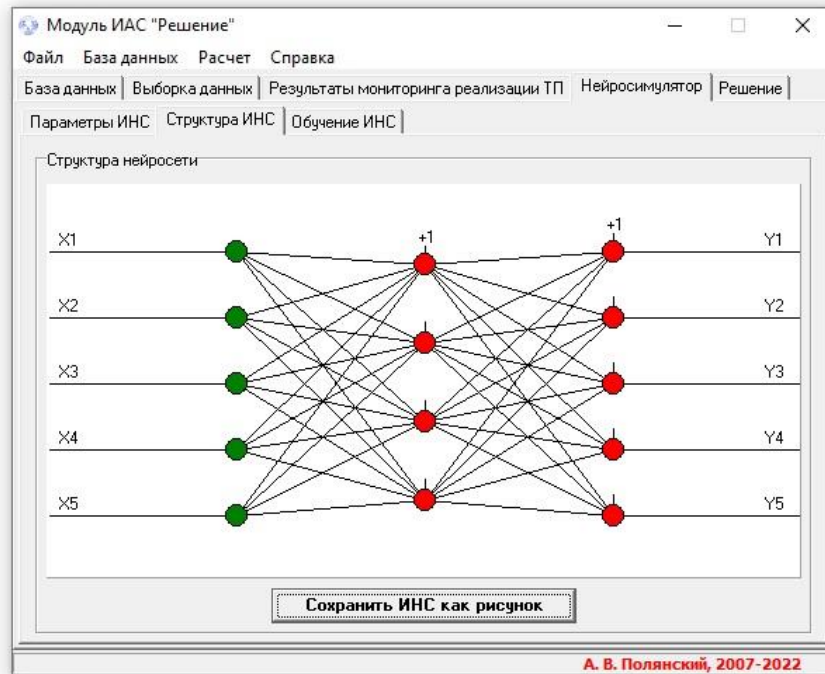 Модуль ИАС "Решение"
Файл База данных Расчет Справка
База данных Выборка данных Результаты мониторинга реализации ТП Нейросимулятор Решение
Параметры ИНС Структура ИНС Обучение ИНС
Структура нейросети
+1 +1
X1 Y1
X2 Y2
X3 Y3
X4 Y4
X5 Y5
Сохранить ИНС как рисунок
А. В. Полянский, 2007-2022